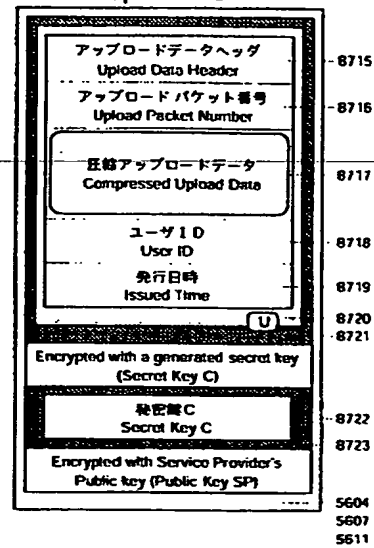 アップロードデータヘッダ
Upload Data Header
8715
アップロード パケット番号
Upload Packet Number
8716
圧縮アップロードデータ
Compressed Upload Data
8717
ユーザID
User ID
8718
発行日時
Issued Time
8719
U
8720
8721
Encrypted with a generated secret key
(Secret Key C)
秘密鍵C
Secret Key C
8722
8723
Encrypted with Service Provider's
Public key (Public Key SP)
5604
5607
5611